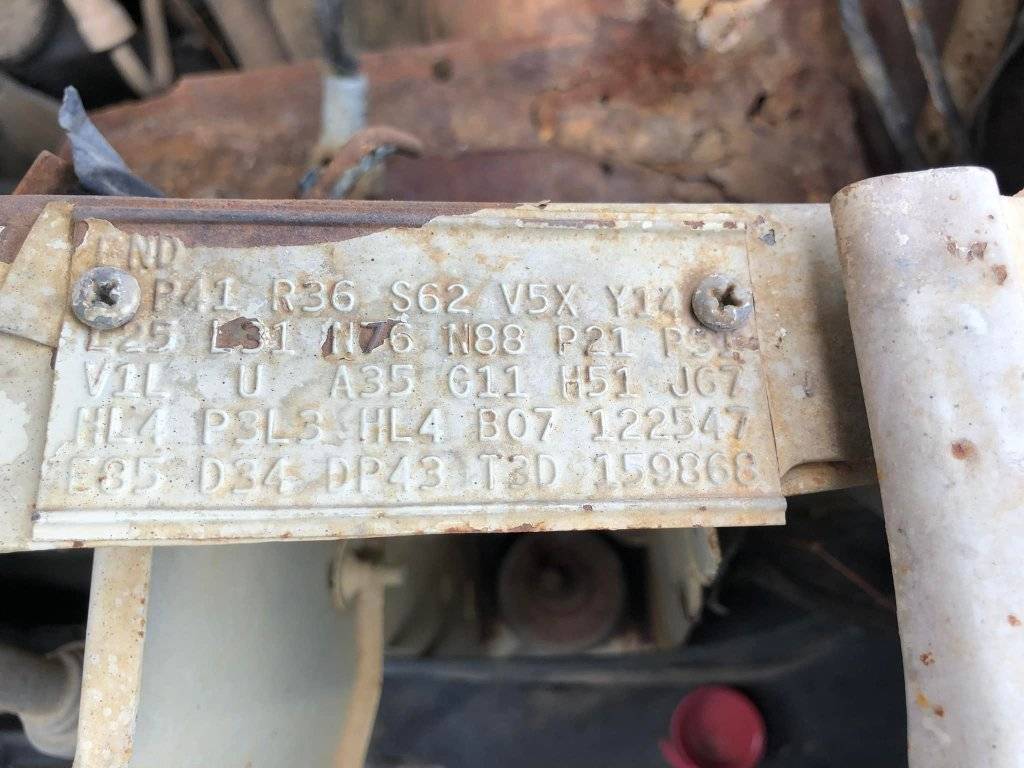 END
P41 R36 S62 V5X Y14
L25 L31 N76 N88 P21 P31
V1L U A35 G11 H51 J67
HL4 P3L3 HL4 B07 122547
E85 D34 DP43 T3D 159868